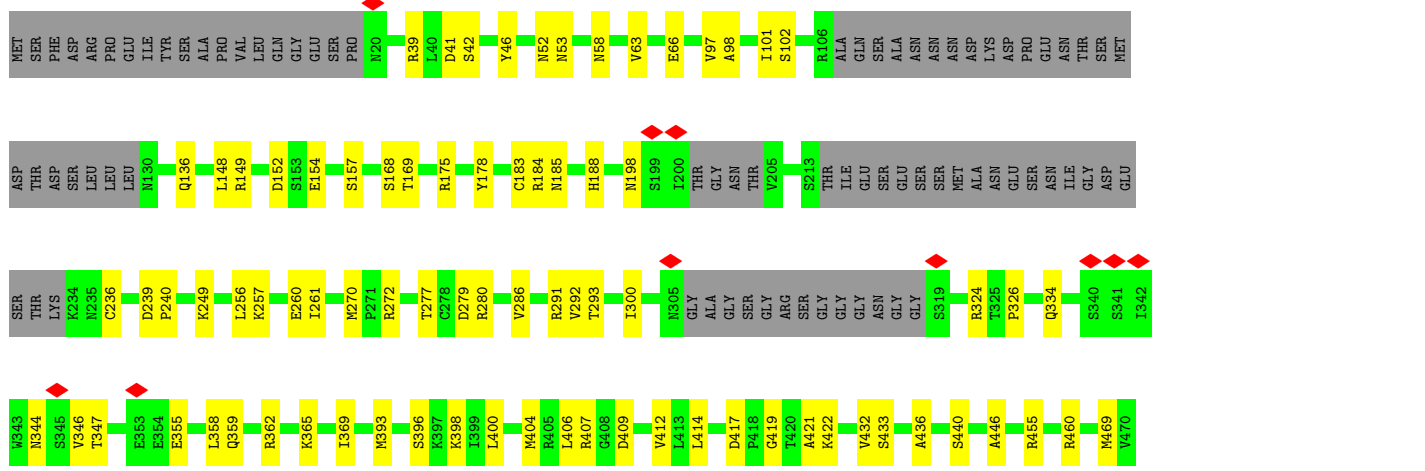 MET SER PHE ASP ARG PRO GLU ILE TYR SER ALA PRO VAL LEU GLN GLY GLU SER PRO N20 R39 L40 D41 S42 Y46 N52 N53 N58 V63 E66 V97 A98 I101 S102 R106 ALA GLN SER ALA ASN ASN ASN ASP LYS ASP PRO GLU ASN THR SER MET
ASP THR ASP SER LEU LEU LEU N130 Q136 L148 R149 D152 S153 E154 S157 S168 T169 R175 Y178 C183 R184 N185 H188 N198 S199 I200 THR GLY ASN THR V205 S213 THR ILE GLU SER GLU SER SER MET ALA ASN GLU SER ASN ILE GLY ASP GLU
SER THR LYS K234 N235 C236 D239 P240 K249 L256 K257 E260 I261 M270 P271 R272 T277 C278 D279 R280 V286 R291 V292 T293 I300 N305 GLY ALA GLY SER GLY ARG SER GLY GLY GLY ASN GLY GLY S319 R324 T325 P326 Q334 S340 S341 I342
W343 N344 S345 V346 T347 E353 E354 E355 L358 Q359 R362 K365 I369 M393 S396 K397 K398 I399 L400 M404 R405 L406 R407 G408 D409 V412 L413 L414 D417 P418 G419 T420 A421 K422 V432 S433 A436 S440 A446 R455 R460 M469 V470